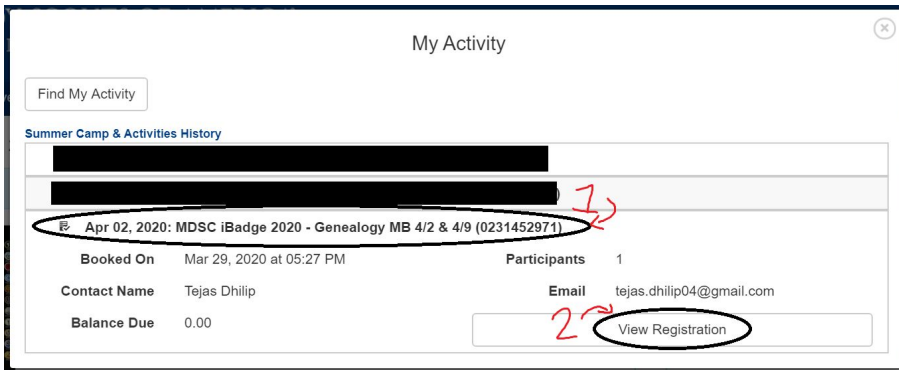 My Activity
Find My Activity
Summer Camp & Activities History
)
1
Apr 02, 2020: MDSC iBadge 2020 - Genealogy MB 4/2 & 4/9 (0231452971)
Booked On Mar 29, 2020 at 05:27 PM Participants 1
Contact Name Tejas Dhilip Email tejas.dhilip04@gmail.com
Balance Due 0.00 2 View Registration